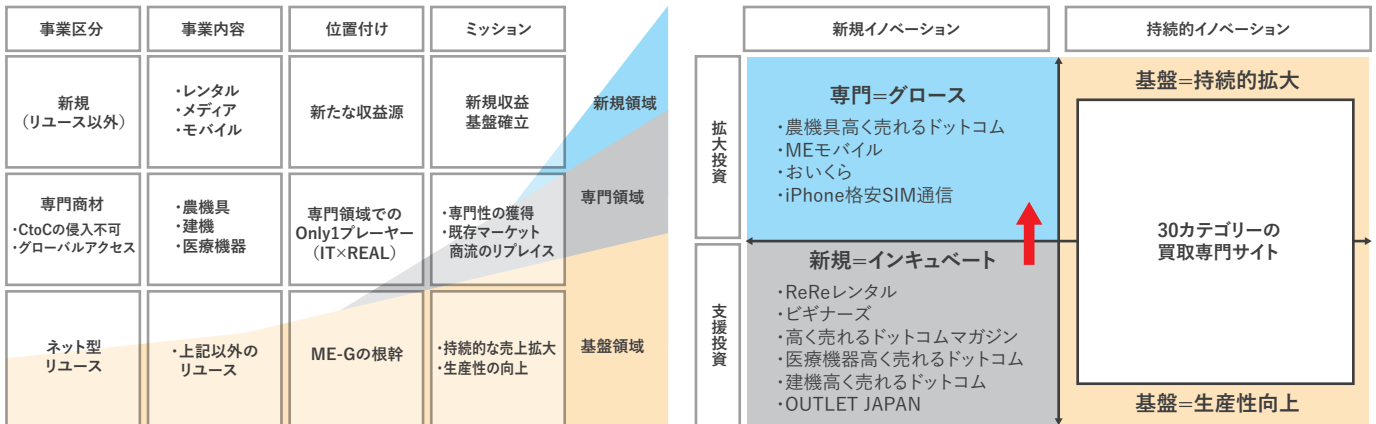 事業区分
事業内容
位置付け
ミッション
新規
（リユース以外）
・レンタル
・メディア
・モバイル
新たな収益源
新規収益
基盤確立
新規領域
専門商材
・CtoCの侵入不可
・グローバルアクセス
・農機具
・建機
・医療機器
専門領域での
Only1プレーヤー
（IT×REAL）
・専門性の獲得
・既存マーケット
商流のリプレイス
専門領域
ネット型
リユース
・上記以外の
リユース
ME-Gの根幹
・持続的な売上拡大
・生産性の向上
基盤領域
新規イノベーション
持続的イノベーション
拡大投資
専門=グロース
・農機具高く売れるドットコム
・MEモバイル
・おいくら
・iPhone格安SIM通信
基盤=持続的拡大
30カテゴリーの
買取専門サイト
支援投資
新規=インキュベート
・ReReレンタル
・ビギナーズ
・高く売れるドットコムマガジン
・医療機器高く売れるドットコム
・建機高く売れるドットコム
・OUTLET JAPAN
基盤=生産性向上